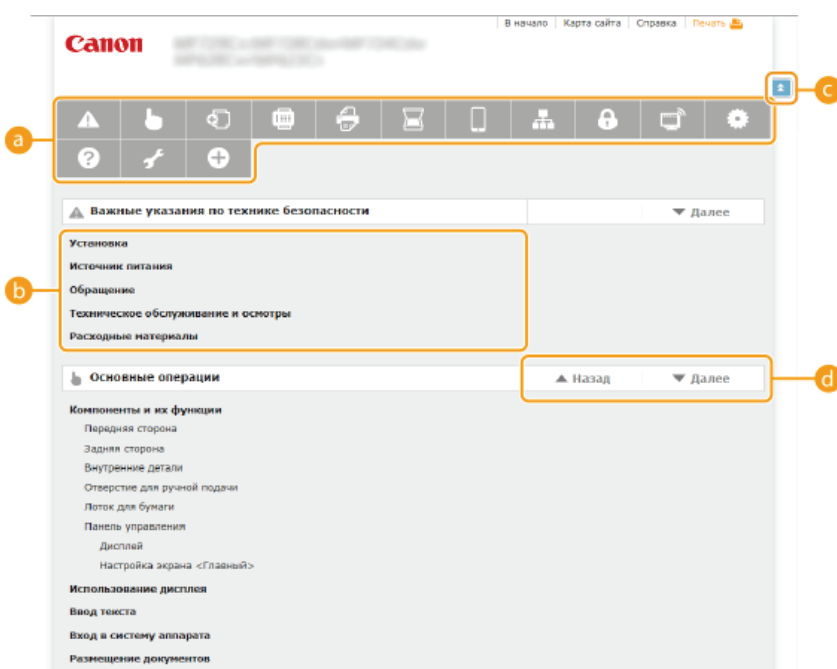 В начало Карта сайта Справка Печать
Canon
c
a
Важные указания по технике безопасности Далее
Установка
Источник питания
b Обращение
Техническое обслуживание и осмотры
Расходные материалы
Основные операции Назад Далее d
Компоненты и их функции
Передняя сторона
Задняя сторона
Внутренние детали
Отверстие для ручной подачи
Лоток для бумаги
Панель управления
Дисплей
Настройка экрана <Главный>
Использование дисплея
Ввод текста
Вход в систему аппарата
Размещение документов